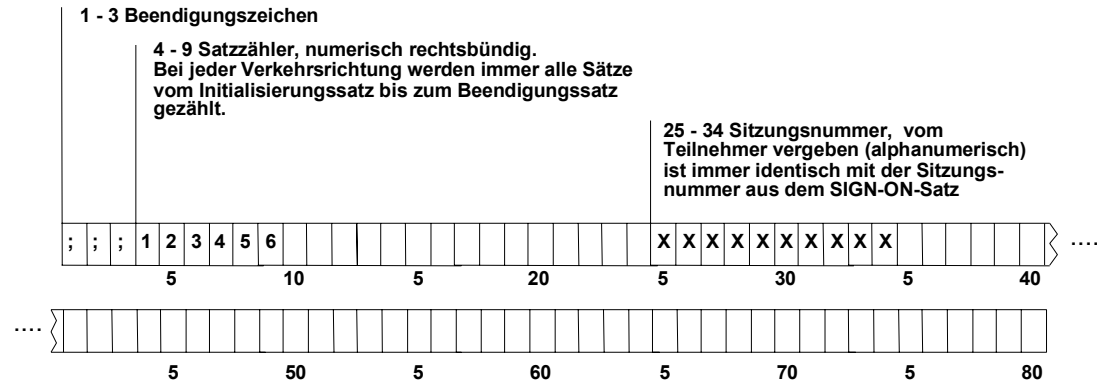 1 - 3 Beendigungszeichen
4 - 9 Satzzähler, numerisch rechtsbündig.
Bei jeder Verkehrsrichtung werden immer alle Sätze
vom Initialisierungssatz bis zum Beendigungssatz
gezählt.
25 - 34 Sitzungsnummer, vom
Teilnehmer vergeben (alphanumerisch)
ist immer identisch mit der Sitzungs-
nummer aus dem SIGN-ON-Satz
; ; ; 1 2 3 4 5 6 X X X X X X X X X X ....
5 10 5 20 5 30 5 40
....
5 50 5 60 5 70 5 80